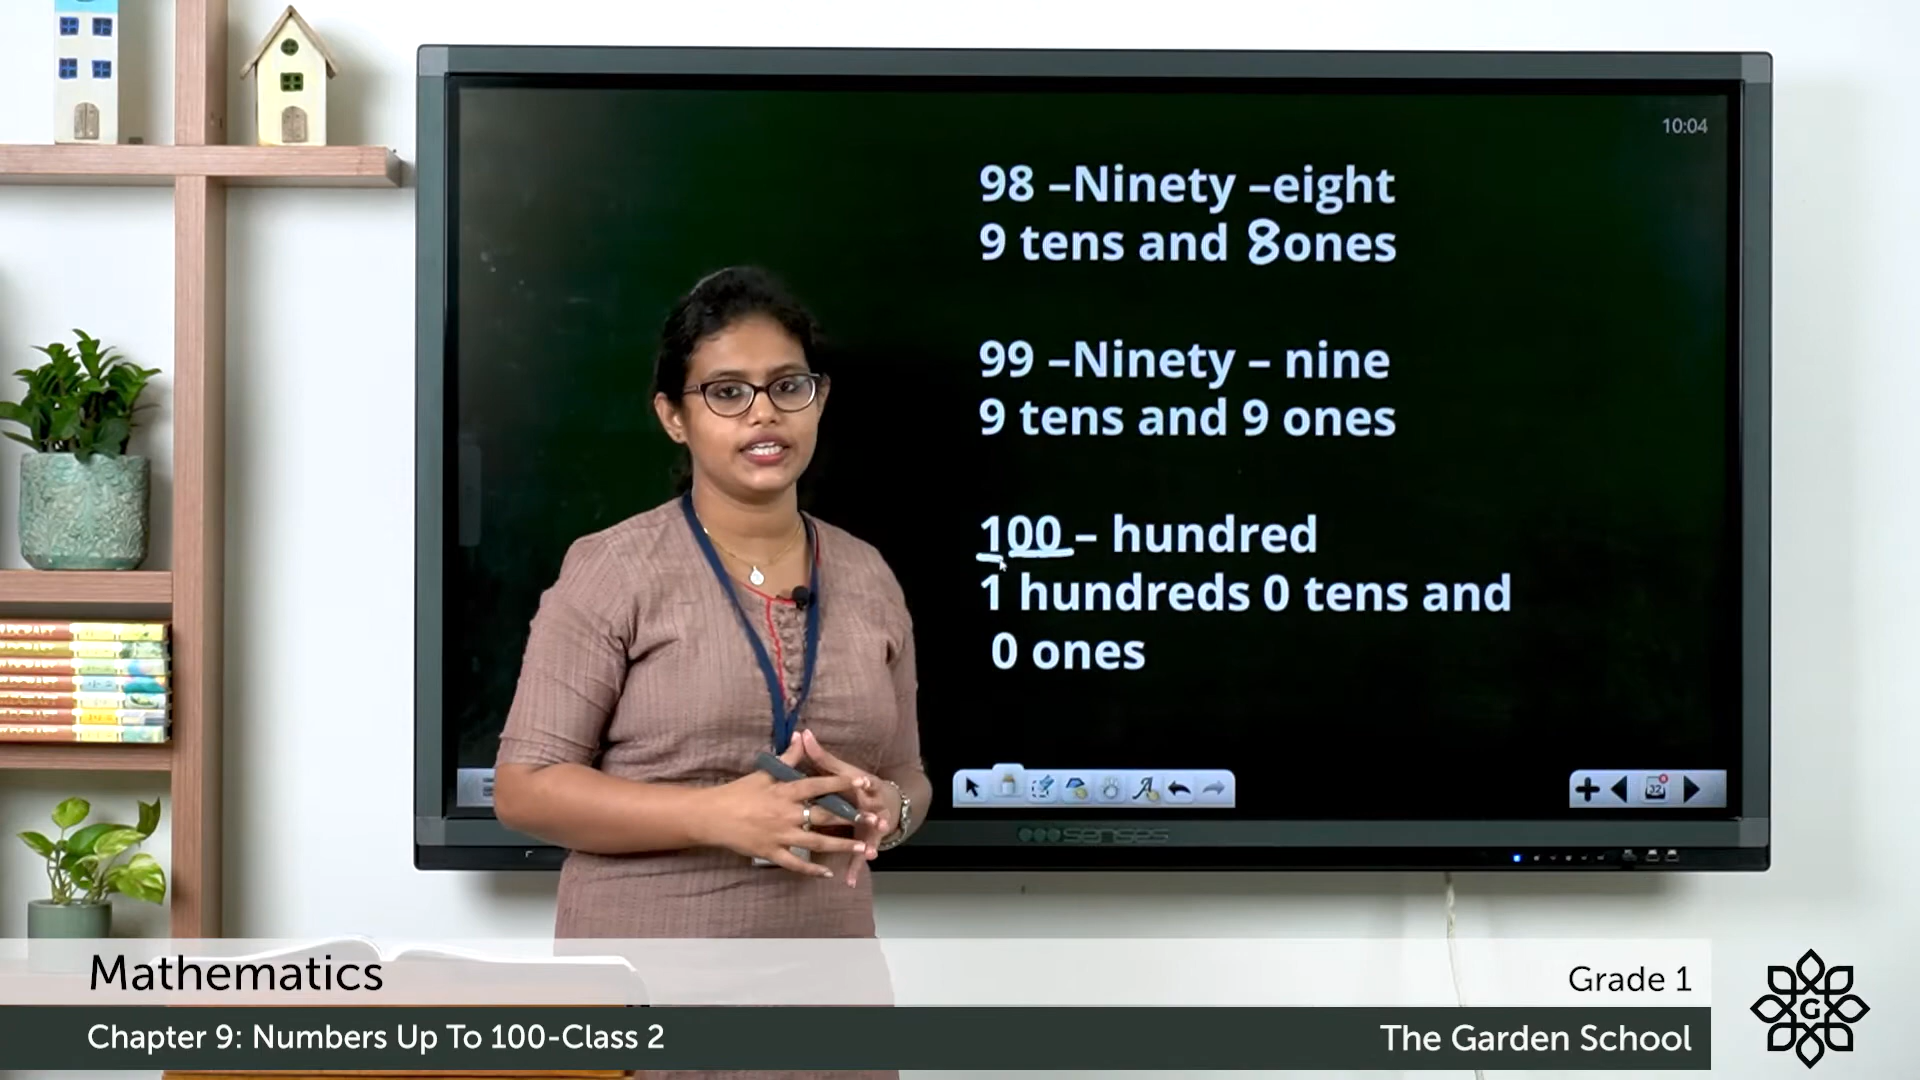 10:04
98 –Ninety –eight
9 tens and 8ones
99 –Ninety – nine
9 tens and 9 ones
100 – hundred
1 hundreds 0 tens and
0 ones
senses
Mathematics
Grade 1
Chapter 9: Numbers Up To 100-Class 2
The Garden School
G